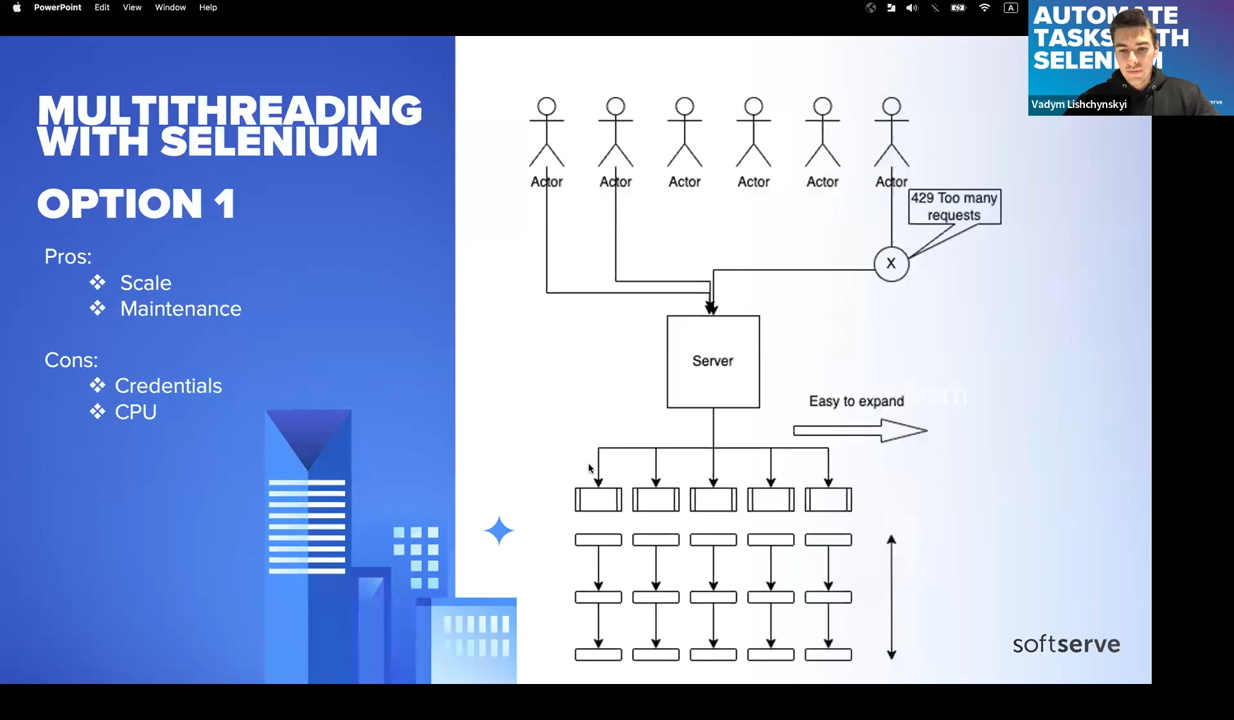 PowerPoint Edit View Window Help
A
MULTITHREADING
WITH SELENIUM
OPTION 1
Pros:
❖ Scale
❖ Maintenance
Cons:
❖ Credentials
❖ CPU
Actor Actor Actor Actor Actor Actor
429 Too many
requests
X
Server
Easy to expand
softserve
AUTOMATE
Vadym Lishchynskyi